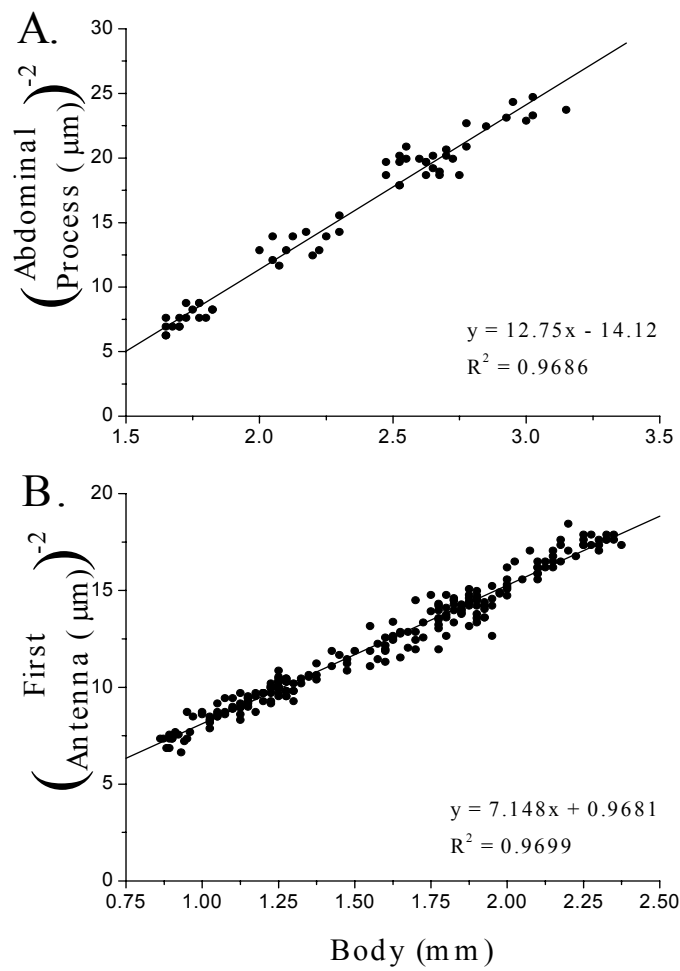 A.
(Abdominal Process (μm))-2
30
25
20
15
10
5
0
y = 12.75x - 14.12
R2 = 0.9686
1.5 2.0 2.5 3.0 3.5
B.
(First Antenna (μm))-2
20
15
10
5
0
y = 7.148x + 0.9681
R2 = 0.9699
0.75 1.00 1.25 1.50 1.75 2.00 2.25 2.50
Body (mm)